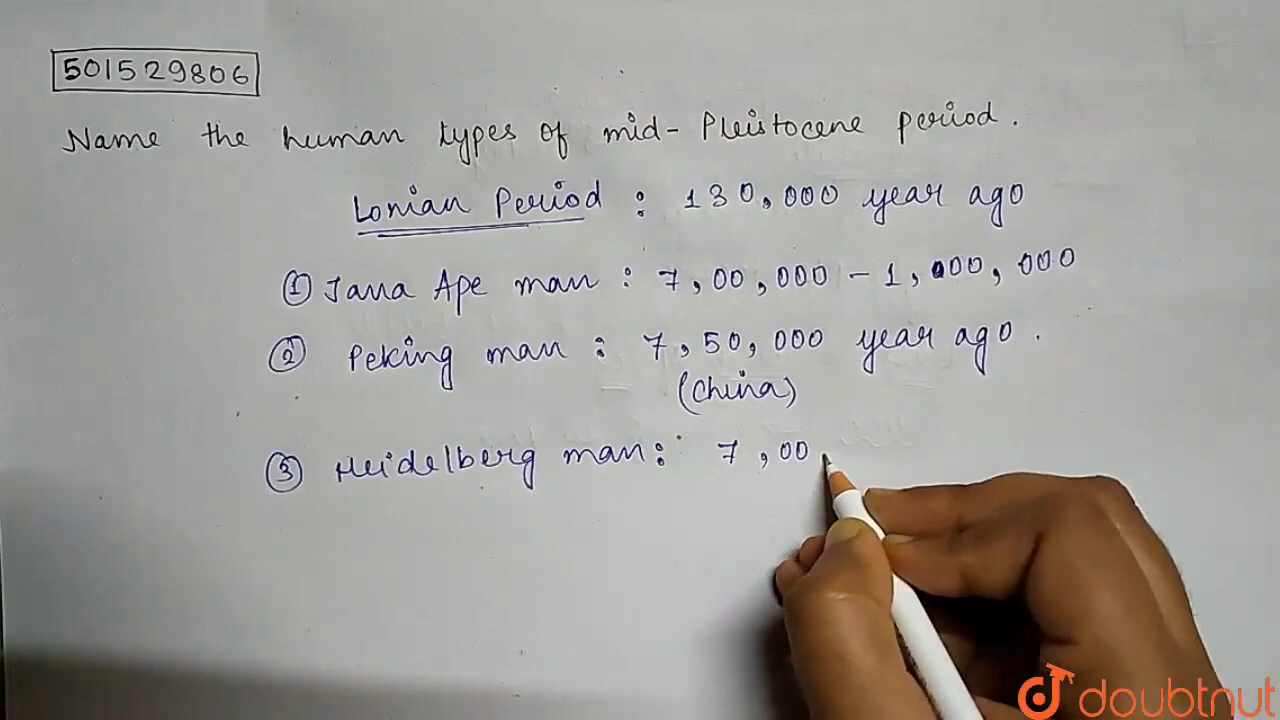 501529806
Name the human types of mid-Pleistocene period.
Ionian Period : 130,000 year ago
① Java Ape man : 7,00,000 - 1,000,000
② Peking man : 7,50,000 year ago.
(China)
③ Heidelberg man: 7,00
doubtnut